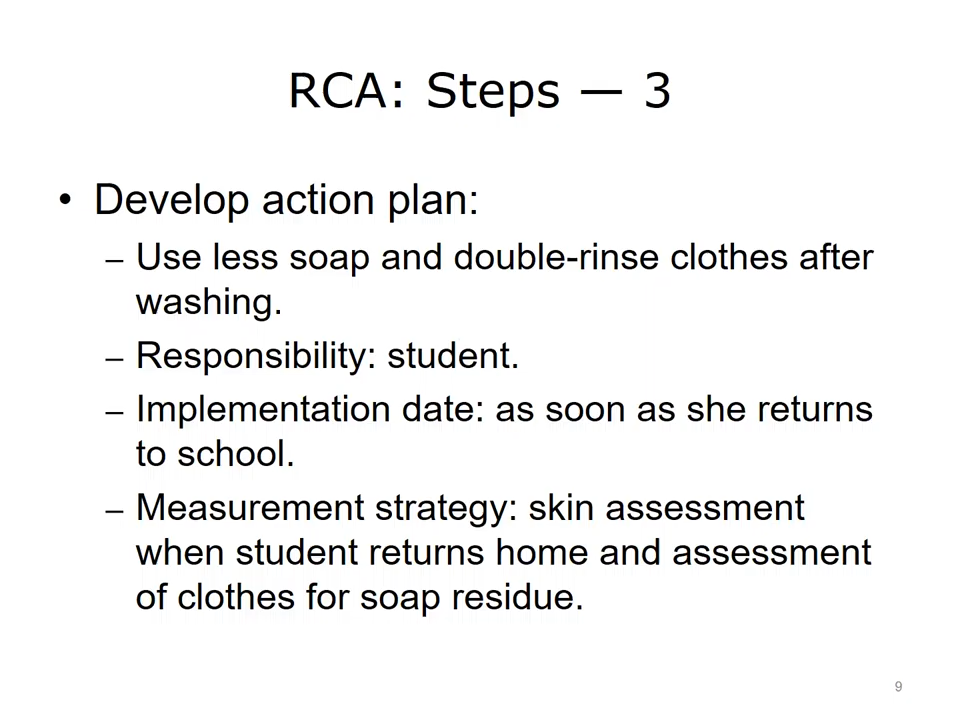 RCA: Steps — 3
• Develop action plan:
– Use less soap and double-rinse clothes after
washing.
– Responsibility: student.
– Implementation date: as soon as she returns
to school.
– Measurement strategy: skin assessment
when student returns home and assessment
of clothes for soap residue.
9